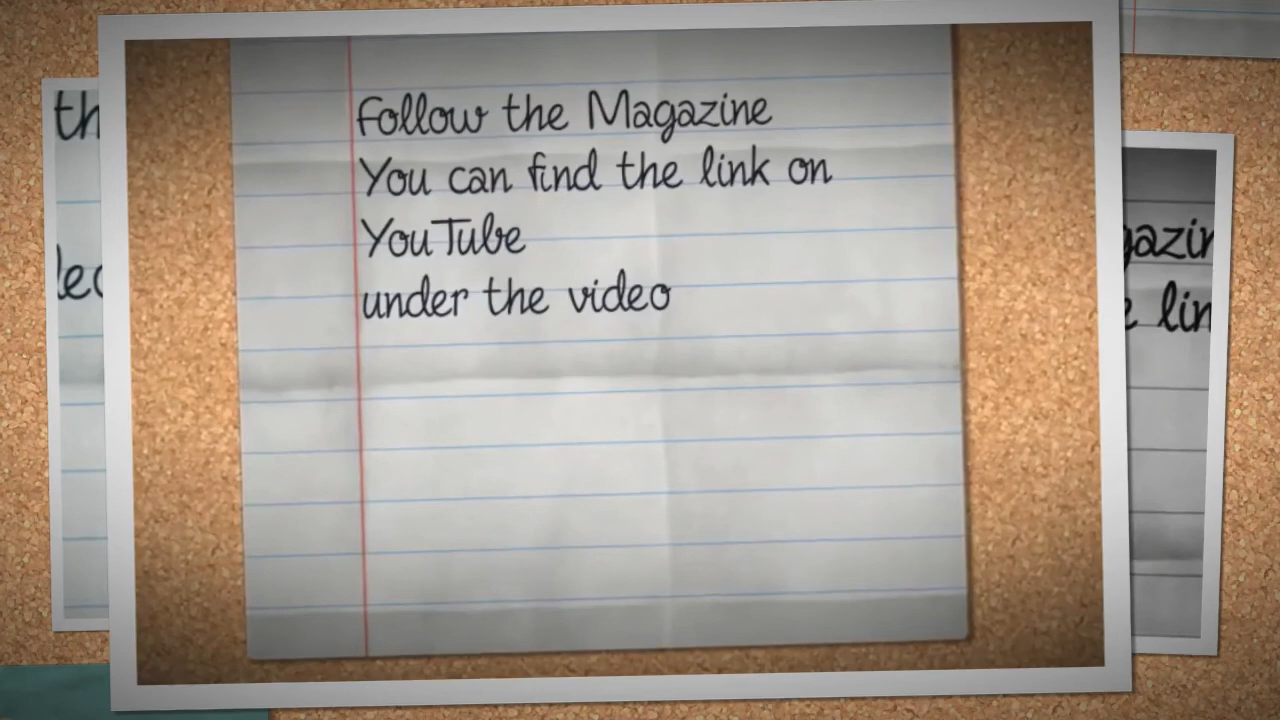 Follow the Magazine
You can find the link on
YouTube
under the video